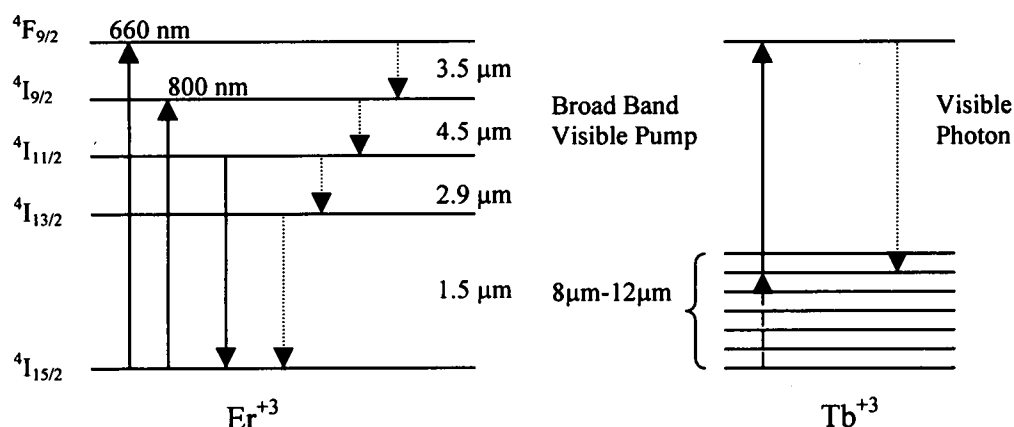 ⁴F₉/₂
660 nm
3.5 μm
⁴I₉/₂
800 nm
4.5 μm
⁴I₁₁/₂
2.9 μm
⁴I₁₃/₂
1.5 μm
⁴I₁₅/₂
Er⁺³
Broad Band
Visible Pump
Visible
Photon
8μm-12μm
Tb⁺³